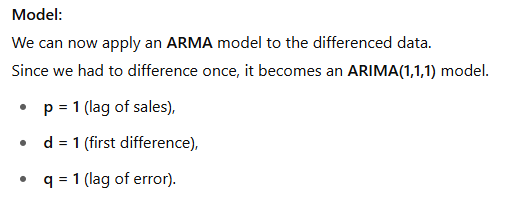 Model:
We can now apply an ARMA model to the differenced data.
Since we had to difference once, it becomes an ARIMA(1,1,1) model.
• p = 1 (lag of sales),
• d = 1 (first difference),
• q = 1 (lag of error).